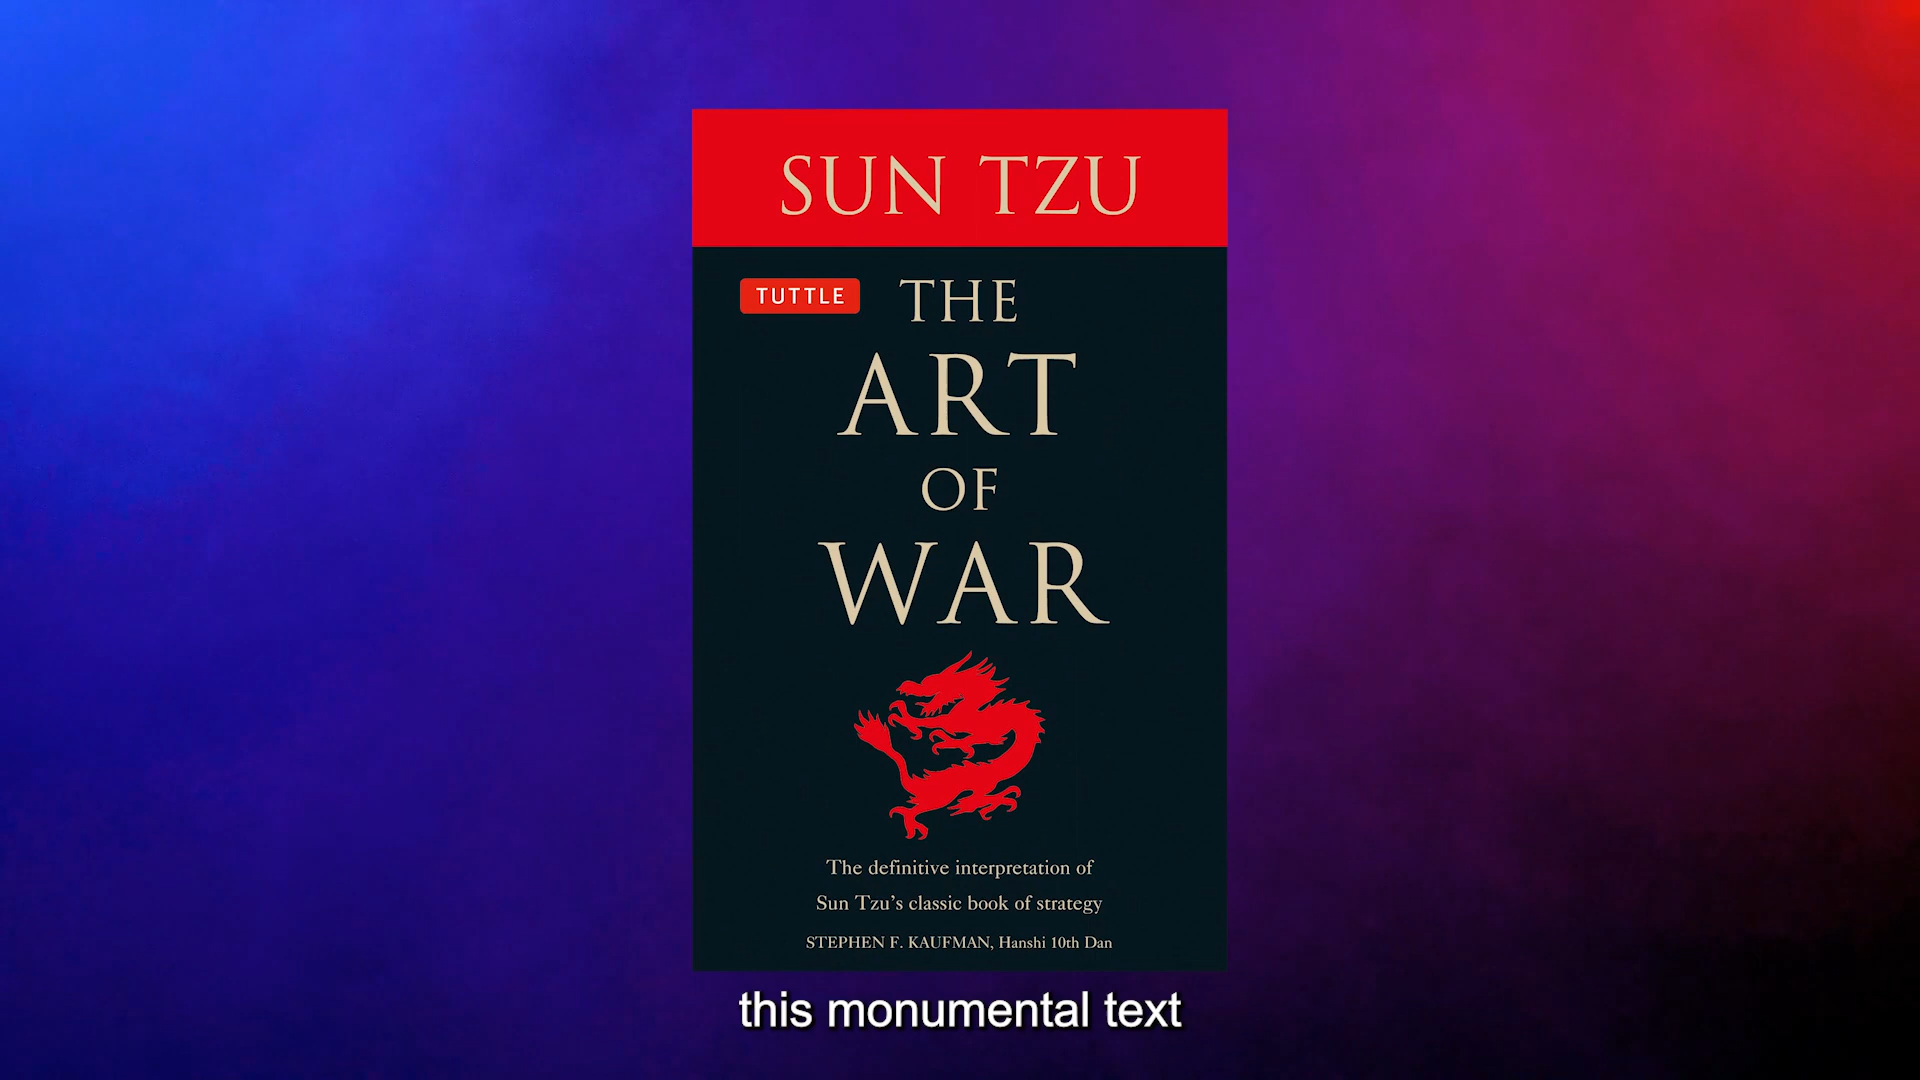 SUN TZU
TUTTLE
THE
ART
OF
WAR
The definitive interpretation of
Sun Tzu's classic book of strategy
STEPHEN F. KAUFMAN, Hanshi 10th Dan
this monumental text